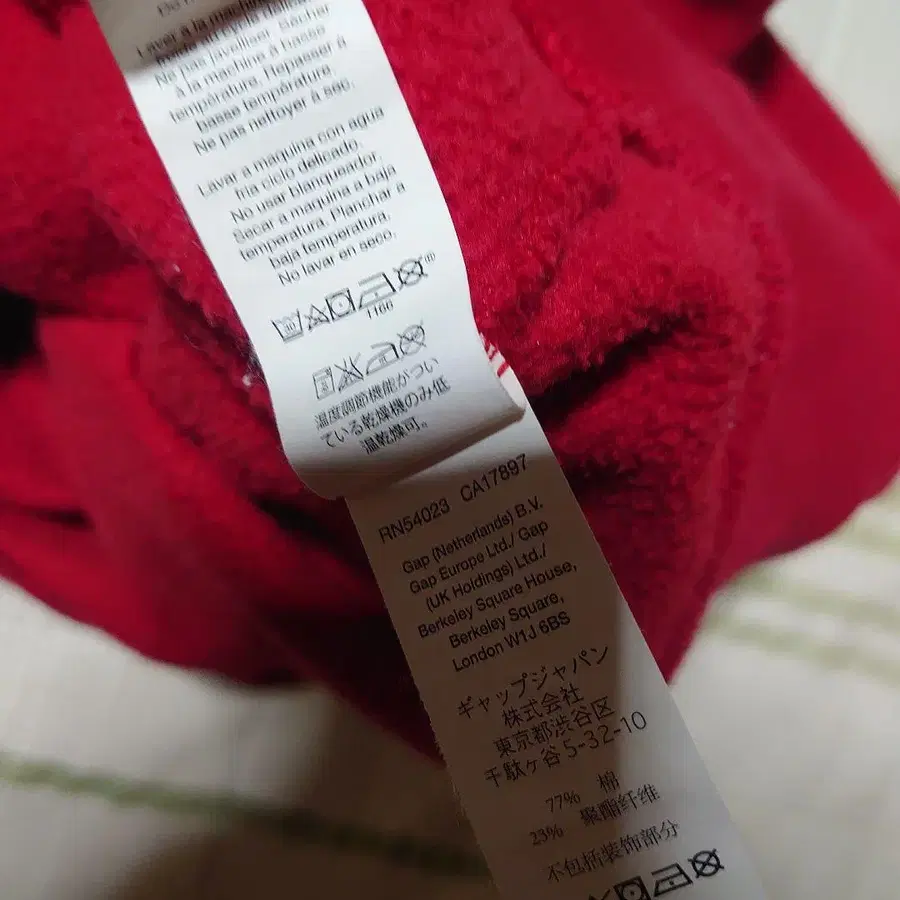 Laver à la machine
Ne pas javelliser. Sécher
à la machine à basse
température. Repasser à
basse température.
Ne pas nettoyer à sec.
Lavar a maquina con agua
fria ciclo delicado.
No usar blanqueador.
Secar a maquina a baja
temperatura. Planchar a
baja temperatura.
No lavar en seco.
1166
温度調節機能がつい
ている乾燥機のみ低
温乾燥可。
RN54023 CA17897
Gap (Netherlands) B.V.
Gap Europe Ltd./ Gap
(UK Holdings) Ltd./
Berkeley Square House,
Berkeley Square,
London W1J 6BS
ギャップジャパン
株式会社
東京都渋谷区
千駄ヶ谷5-32-10
77% 棉
23% 聚酯纤维
不包括装饰部分